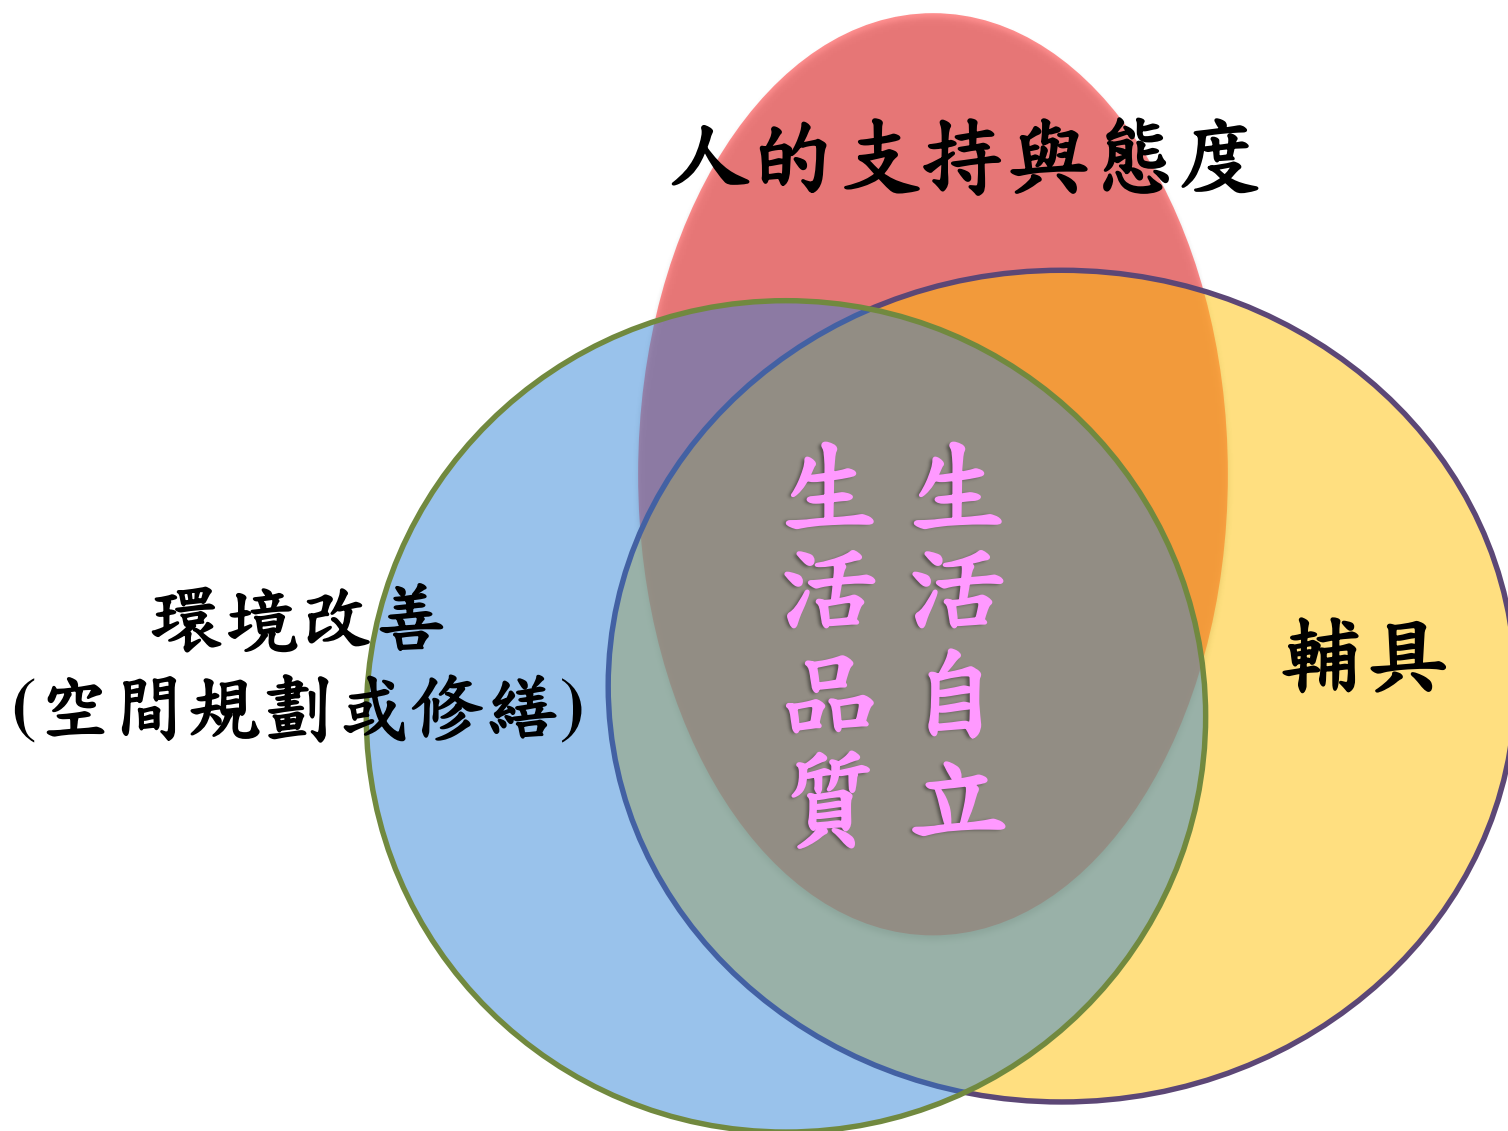 人的支持與態度
生活自立
生活品質
環境改善
(空間規劃或修繕)
輔具